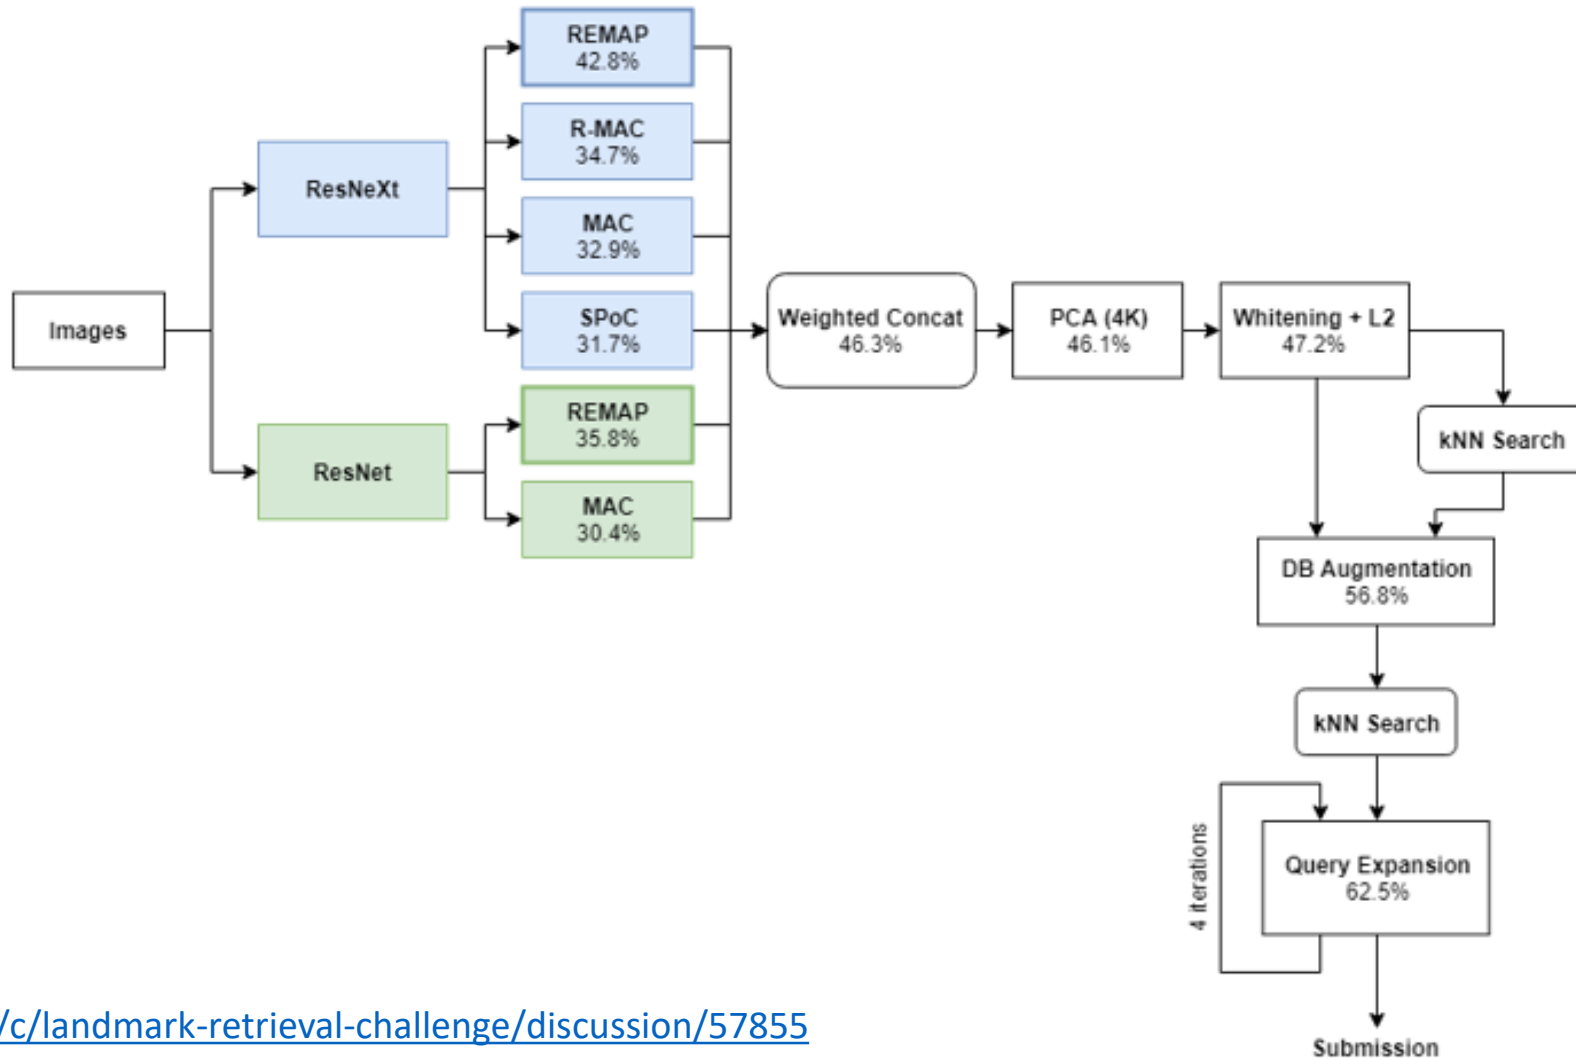 Images
ResNeXt
ResNet
REMAP
42.8%
R-MAC
34.7%
MAC
32.9%
SPoC
31.7%
REMAP
35.8%
MAC
30.4%
Weighted Concat
46.3%
PCA (4K)
46.1%
Whitening + L2
47.2%
kNN Search
DB Augmentation
56.8%
kNN Search
4 iterations
Query Expansion
62.5%
Submission
/c/landmark-retrieval-challenge/discussion/57855